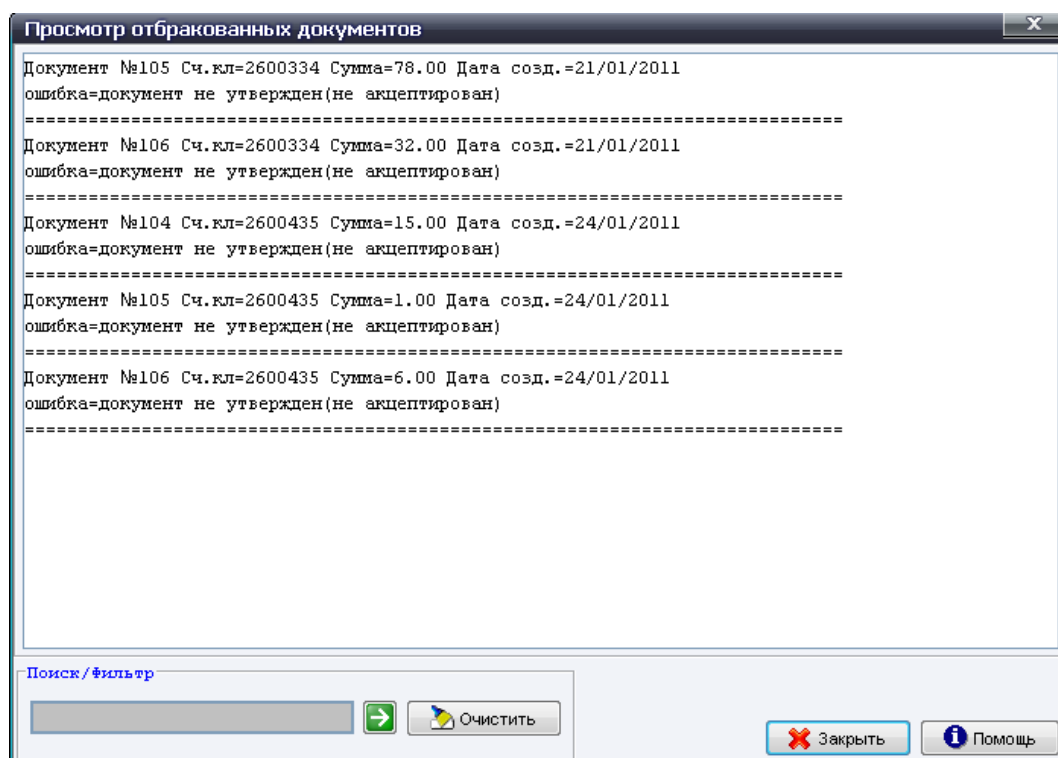 Просмотр отбракованных документов
X
Документ №105 Сч.кл=2600334 Сумма=78.00 Дата созд.=21/01/2011
ошибка=документ не утвержден(не акцептирован)
=============================================================================
Документ №106 Сч.кл=2600334 Сумма=32.00 Дата созд.=21/01/2011
ошибка=документ не утвержден(не акцептирован)
=============================================================================
Документ №104 Сч.кл=2600435 Сумма=15.00 Дата созд.=24/01/2011
ошибка=документ не утвержден(не акцептирован)
=============================================================================
Документ №105 Сч.кл=2600435 Сумма=1.00 Дата созд.=24/01/2011
ошибка=документ не утвержден(не акцептирован)
=============================================================================
Документ №106 Сч.кл=2600435 Сумма=6.00 Дата созд.=24/01/2011
ошибка=документ не утвержден(не акцептирован)
=============================================================================
Поиск/Фильтр
Очистить
Закрыть
Помощь